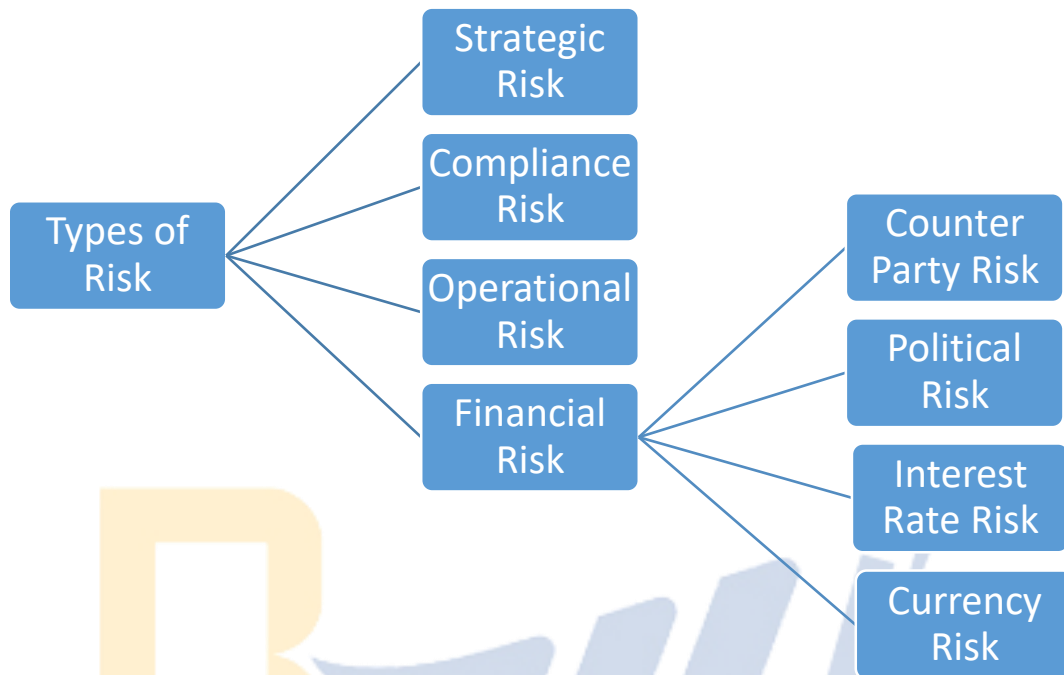 Types of
Risk
Strategic
Risk
Compliance
Risk
Operational
Risk
Financial
Risk
Counter
Party Risk
Political
Risk
Interest
Rate Risk
Currency
Risk